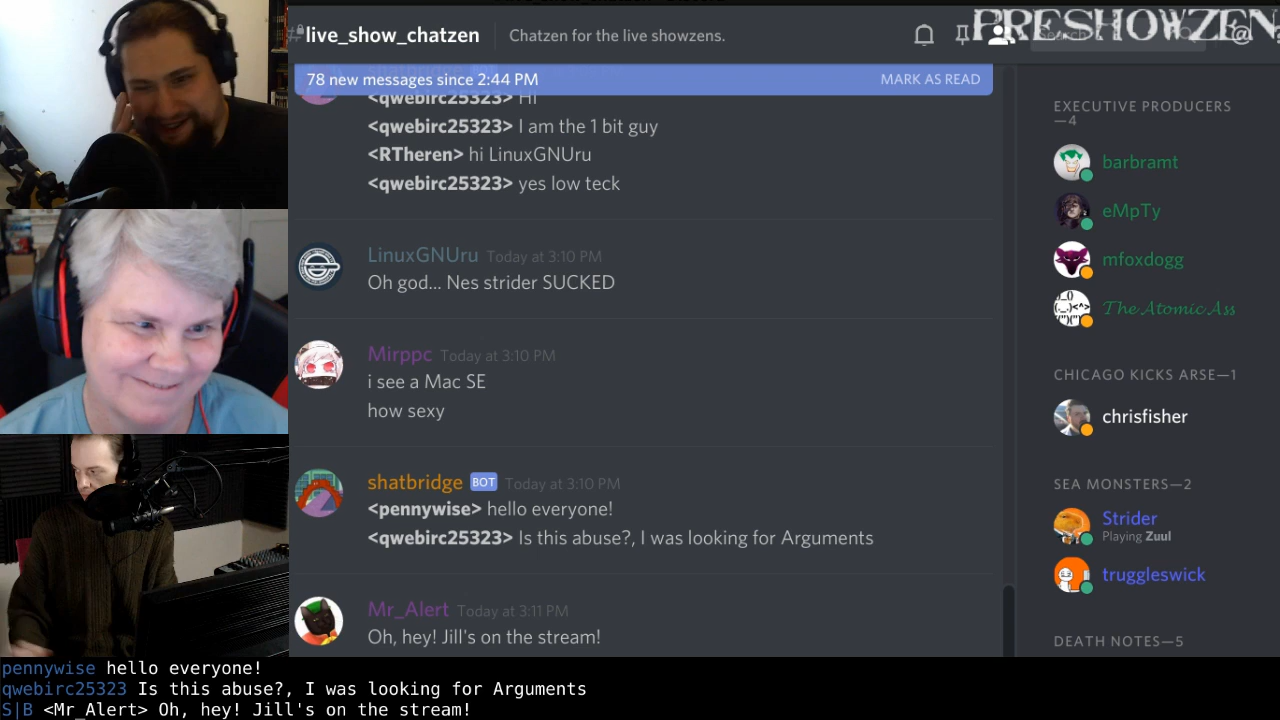 #live_show_chatzen
Chatzen for the live showzens.
PRESHOWZEN
Search
78 new messages since 2:44 PM
MARK AS READ
<qwebirc25323> Hi
<qwebirc25323> I am the 1 bit guy
<RTheren> hi LinuxGNUru
<qwebirc25323> yes low teck
LinuxGNUru Today at 3:10 PM
Oh god... Nes strider SUCKED
Mirppc Today at 3:10 PM
i see a Mac SE
how sexy
shatbridge BOT Today at 3:10 PM
<pennywise> hello everyone!
<qwebirc25323> Is this abuse?, I was looking for Arguments
Mr_Alert Today at 3:11 PM
Oh, hey! Jill's on the stream!
EXECUTIVE PRODUCERS
—4
barbramt
eMpTy
mfoxdogg
The Atomic Ass
CHICAGO KICKS ARSE—1
chrisfisher
SEA MONSTERS—2
Strider
Playing Zuul
truggleswick
DEATH NOTES—5
pennywise hello everyone!
qwebirc25323 Is this abuse?, I was looking for Arguments
S|B <Mr_Alert> Oh, hey! Jill's on the stream!